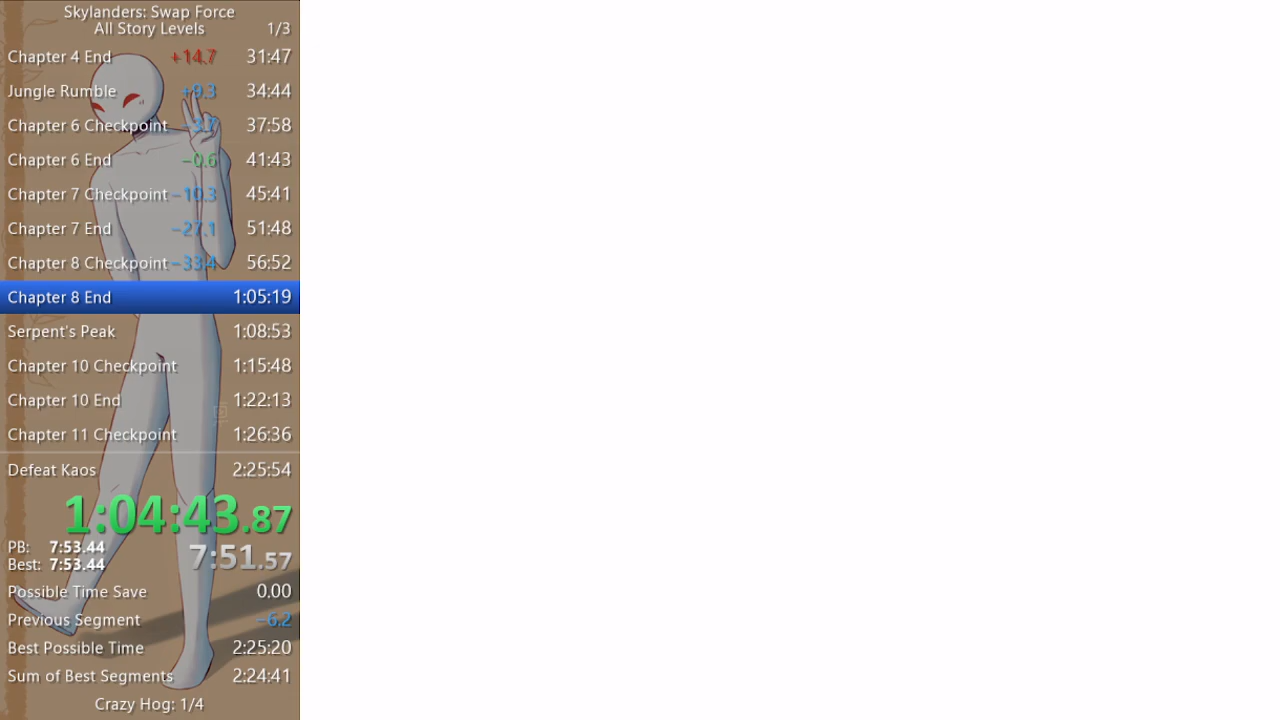 Skylanders: Swap Force
All Story Levels 1/3
Chapter 4 End +14.7 31:47
Jungle Rumble +9.3 34:44
Chapter 6 Checkpoint −3.7 37:58
Chapter 6 End −0.6 41:43
Chapter 7 Checkpoint −10.3 45:41
Chapter 7 End −27.1 51:48
Chapter 8 Checkpoint −33.4 56:52
Chapter 8 End 1:05:19
Serpent's Peak 1:08:53
Chapter 10 Checkpoint 1:15:48
Chapter 10 End 1:22:13
Chapter 11 Checkpoint 1:26:36
Defeat Kaos 2:25:54
1:04:43.87
PB: 7:53.44
Best: 7:53.44
7:51.57
Possible Time Save 0.00
Previous Segment −6.2
Best Possible Time 2:25:20
Sum of Best Segments 2:24:41
Crazy Hog: 1/4